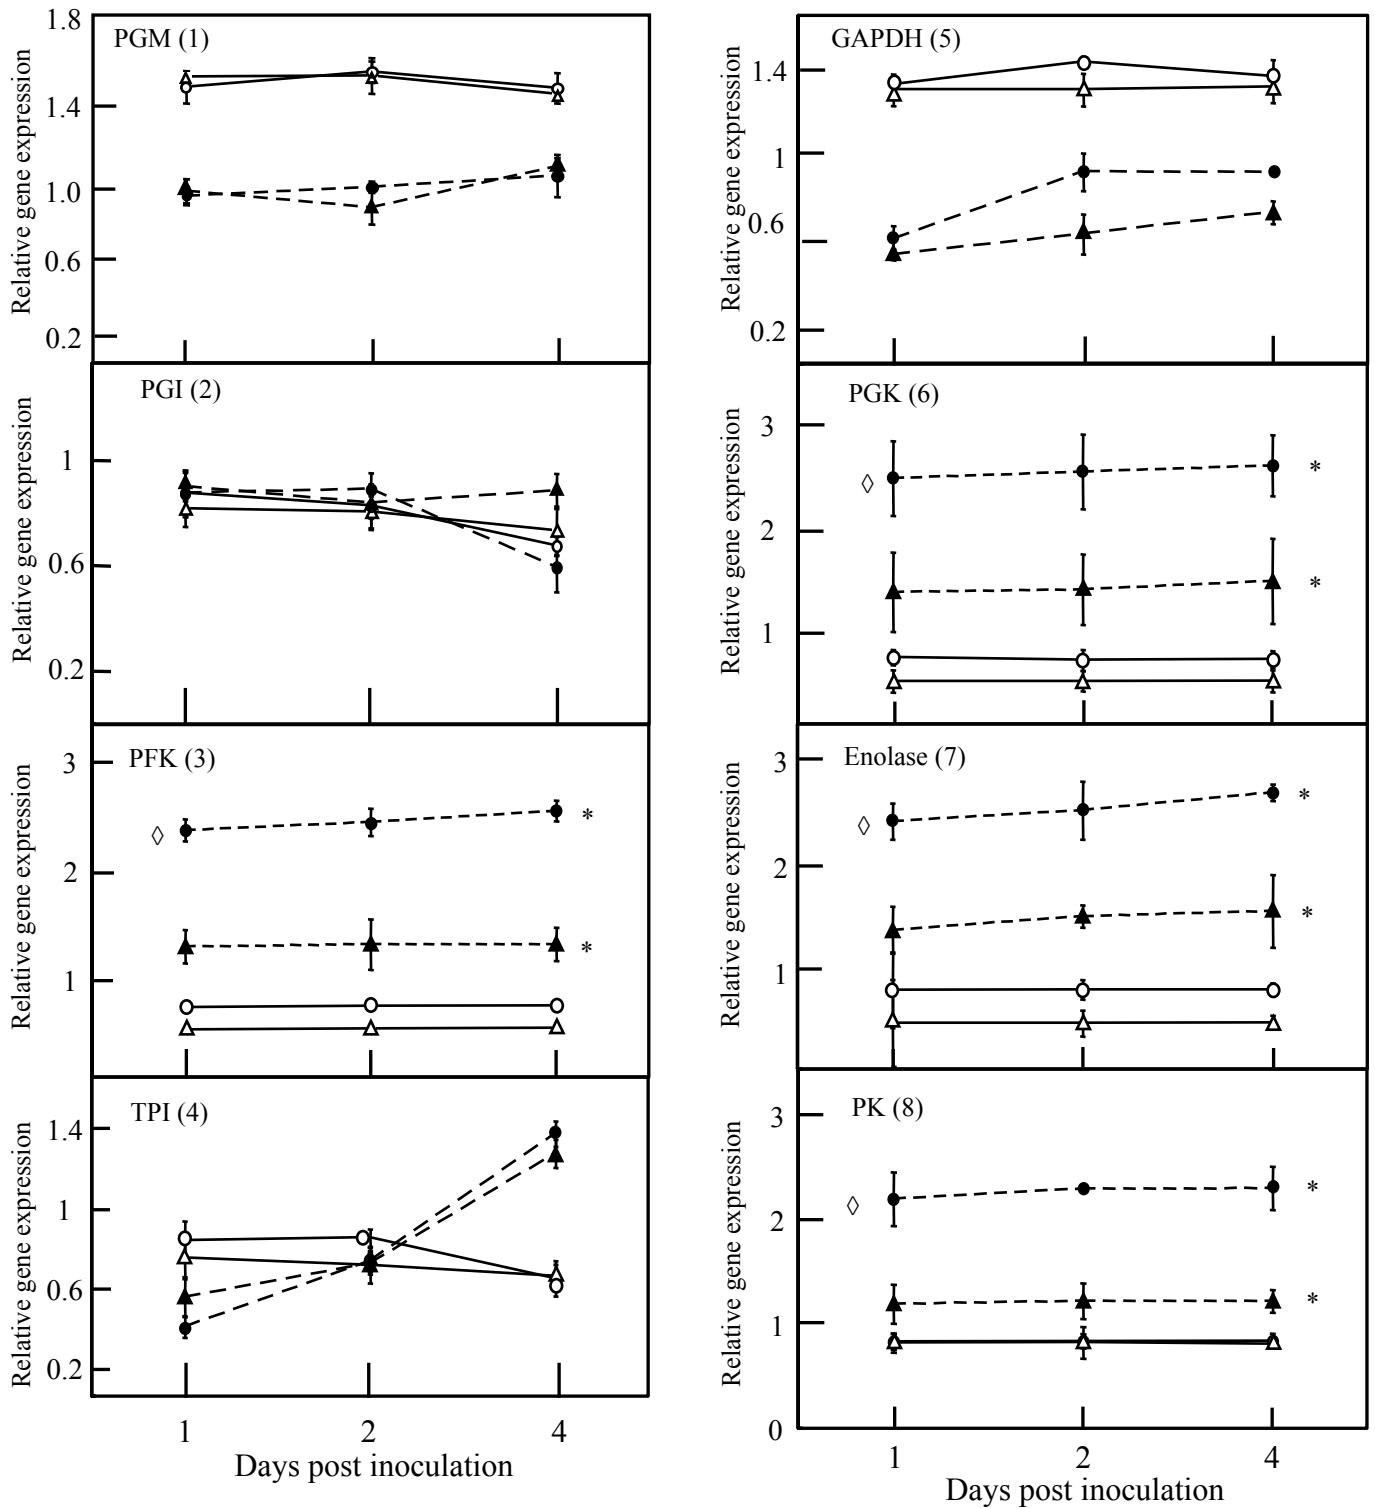 PGM (1)
Relative gene expression
1.8
1.4
1.0
0.6
0.2
PGI (2)
Relative gene expression
1
0.6
0.2
PFK (3)
Relative gene expression
3
2
1
◊
*
*
TPI (4)
Relative gene expression
1.4
1
0.6
0.2
1 2 4
Days post inoculation
GAPDH (5)
Relative gene expression
1.4
1
0.6
0.2
PGK (6)
Relative gene expression
3
2
1
◊
*
*
Enolase (7)
Relative gene expression
3
2
1
◊
*
*
PK (8)
Relative gene expression
3
2
1
0
◊
*
*
1 2 4
Days post inoculation